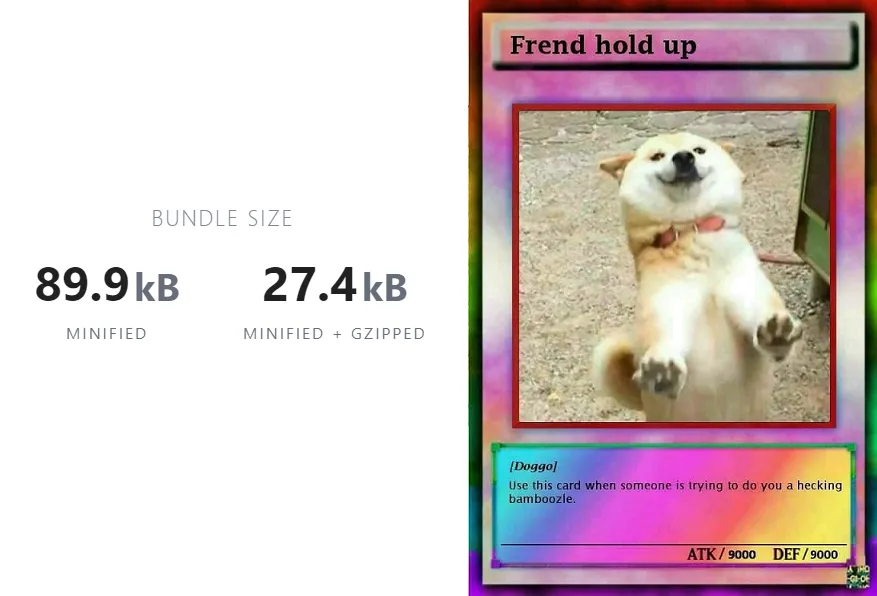 BUNDLE SIZE
89.9 kB
27.4 kB
MINIFIED
MINIFIED + GZIPPED
Frend hold up
[Doggo]
Use this card when someone is trying to do you a hecking
bamboozle.
ATK / 9000 DEF / 9000